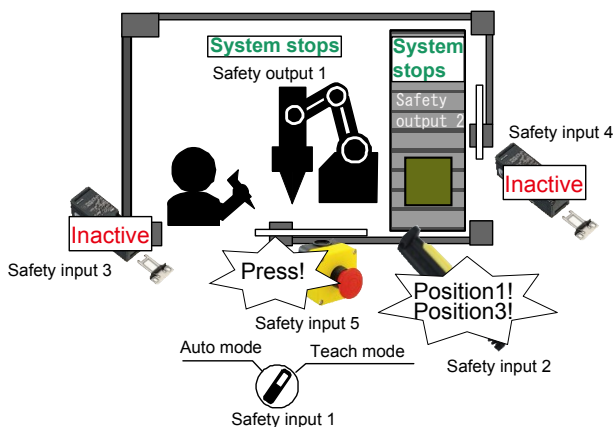 System stops
Safety output 1
System
stops
Safety
output 2
Safety input 4
Inactive
Inactive
Safety input 3
Press!
Position1!
Position3!
Safety input 5
Safety input 2
Auto mode
Teach mode
Safety input 1